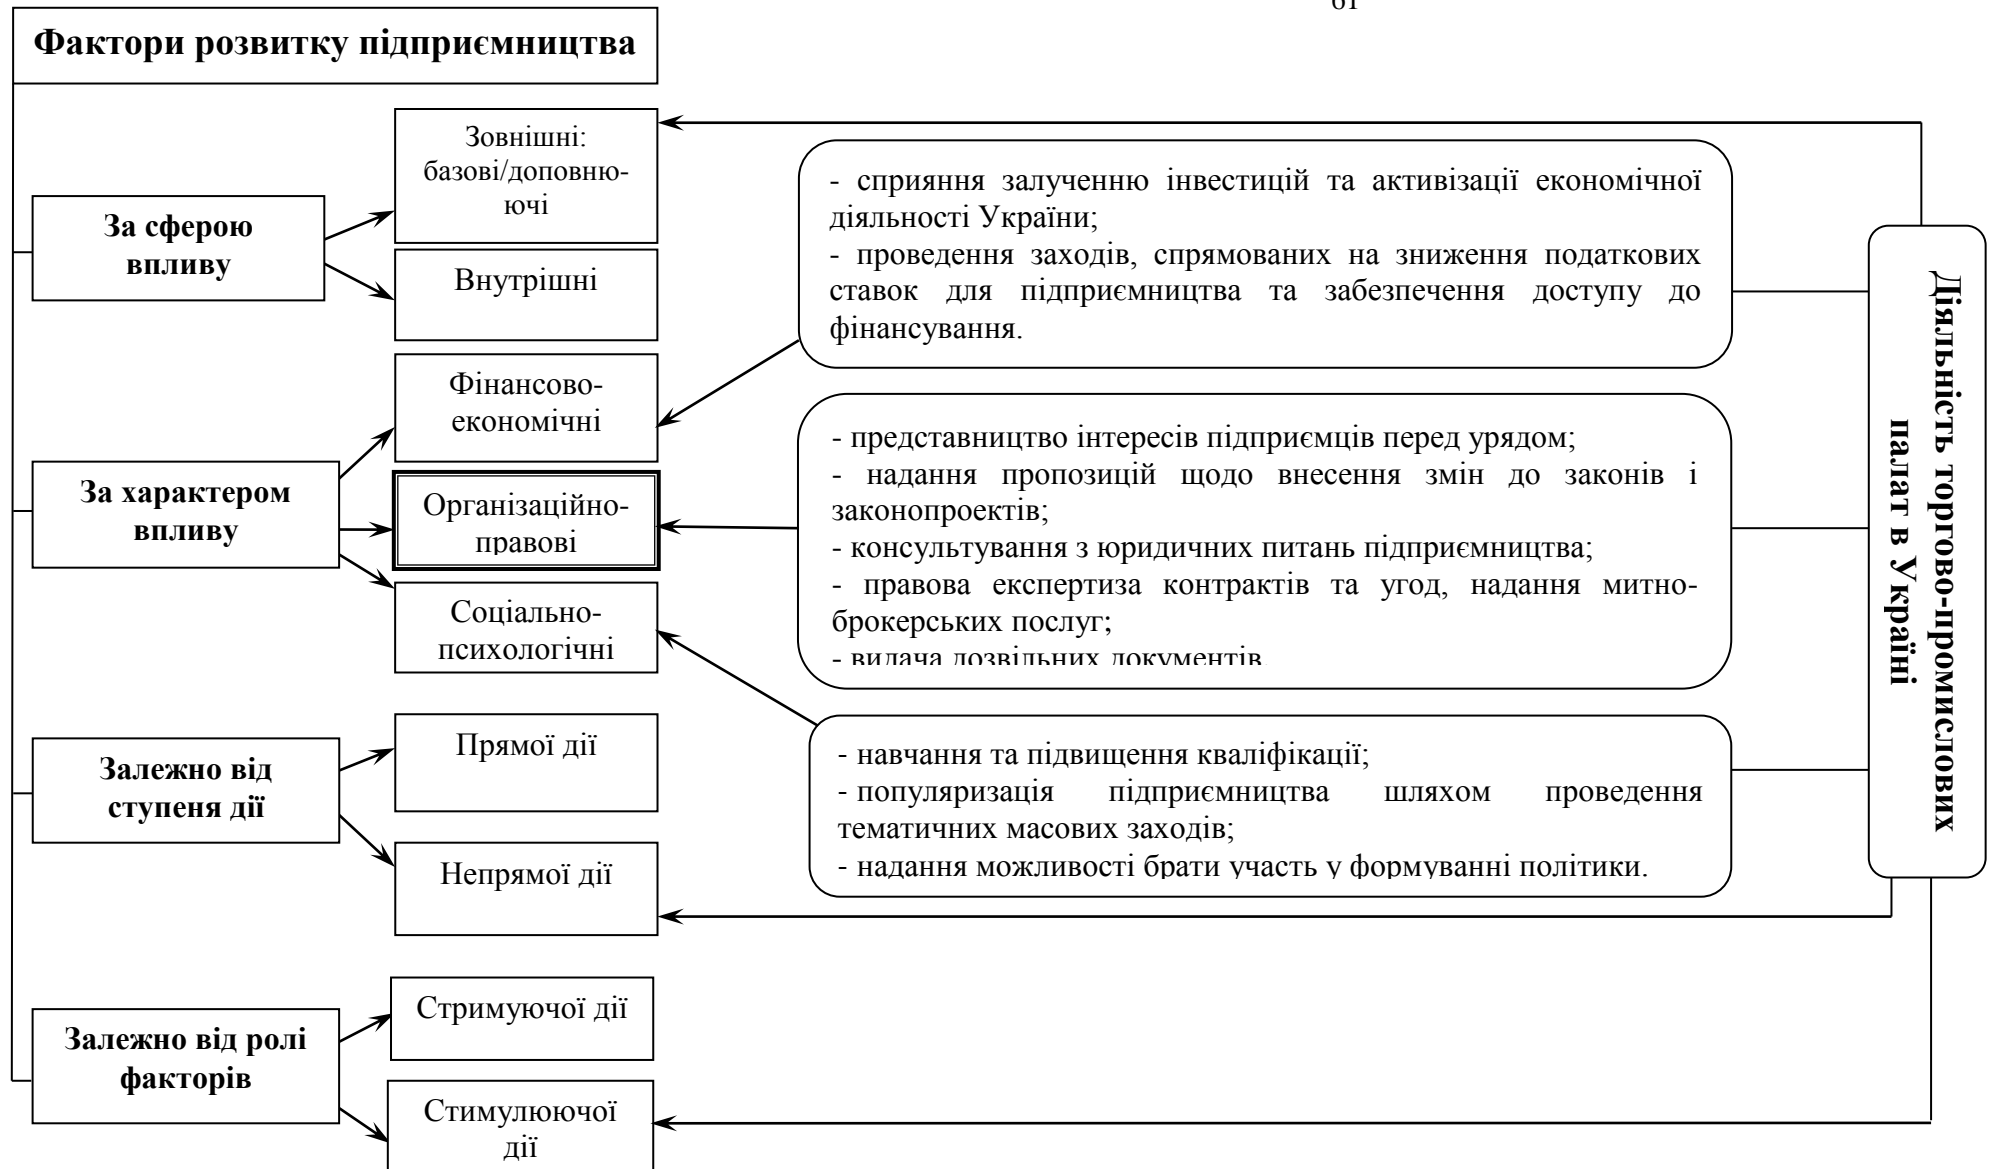 61
Фактори розвитку підприємництва
За сферою
впливу
Зовнішні:
базові/доповню-
ючі
Внутрішні
За характером
впливу
Фінансово-
економічні
Організаційно-
правові
Соціально-
психологічні
Залежно від
ступеня дії
Прямої дії
Непрямої дії
Залежно від ролі
факторів
Стримуючої дії
Стимулюючої
дії
- сприяння залученню інвестицій та активізації економічної
діяльності України;
- проведення заходів, спрямованих на зниження податкових
ставок для підприємництва та забезпечення доступу до
фінансування.
- представництво інтересів підприємців перед урядом;
- надання пропозицій щодо внесення змін до законів і
законопроектів;
- консультування з юридичних питань підприємництва;
- правова експертиза контрактів та угод, надання митно-
брокерських послуг;
- видача дозвільних документів.
- навчання та підвищення кваліфікації;
- популяризація підприємництва шляхом проведення
тематичних масових заходів;
- надання можливості брати участь у формуванні політики.
Діяльність торгово-промислових
палат в Україні